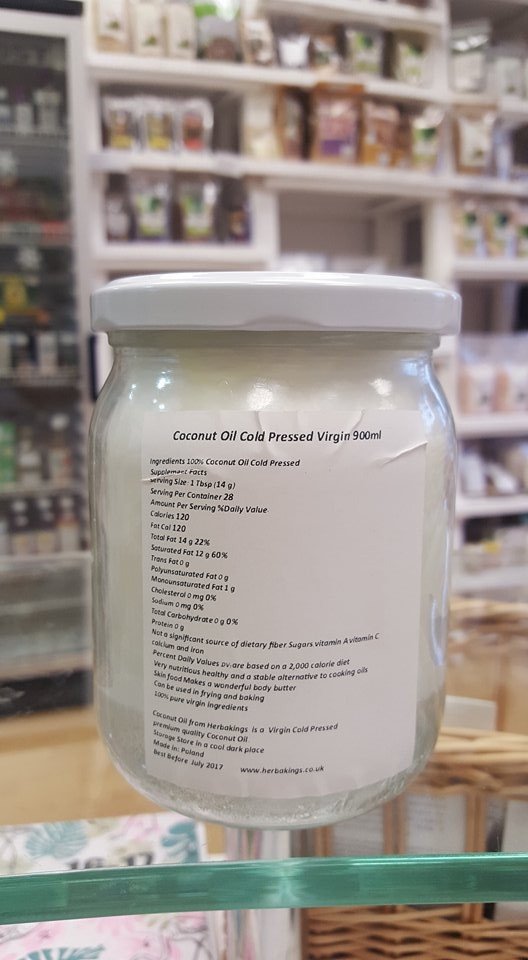 Coconut Oil Cold Pressed Virgin 900ml
Ingredients 100% Coconut Oil Cold Pressed
Supplement Facts
Serving Size: 1 Tbsp (14 g)
Serving Per Container 28
Amount Per Serving %Daily Value
Calories 120
Fat Cal 120
Total Fat 14 g 22%
Saturated Fat 12 g 60%
Trans Fat 0 g
Polyunsaturated Fat 0 g
Monounsaturated Fat 1 g
Cholesterol 0 mg 0%
Sodium 0 mg 0%
Total Carbohydrate 0 g 0%
Protein 0 g
Not a significant source of dietary fiber Sugars vitamin A vitamin C
calcium and iron
Percent Daily Values DV.are based on a 2,000 calorie diet
Very nutritious healthy and a stable alternative to cooking oils
Skin food Makes a wonderful body butter
Can be used in frying and baking
100% pure virgin ingredients
Coconut Oil from Herbakings is a Virgin Cold Pressed
premium quality Coconut Oil
Storage Store in a cool dark place
Made in: Poland
Best Before July 2017 www.herbakings.co.uk
16-17